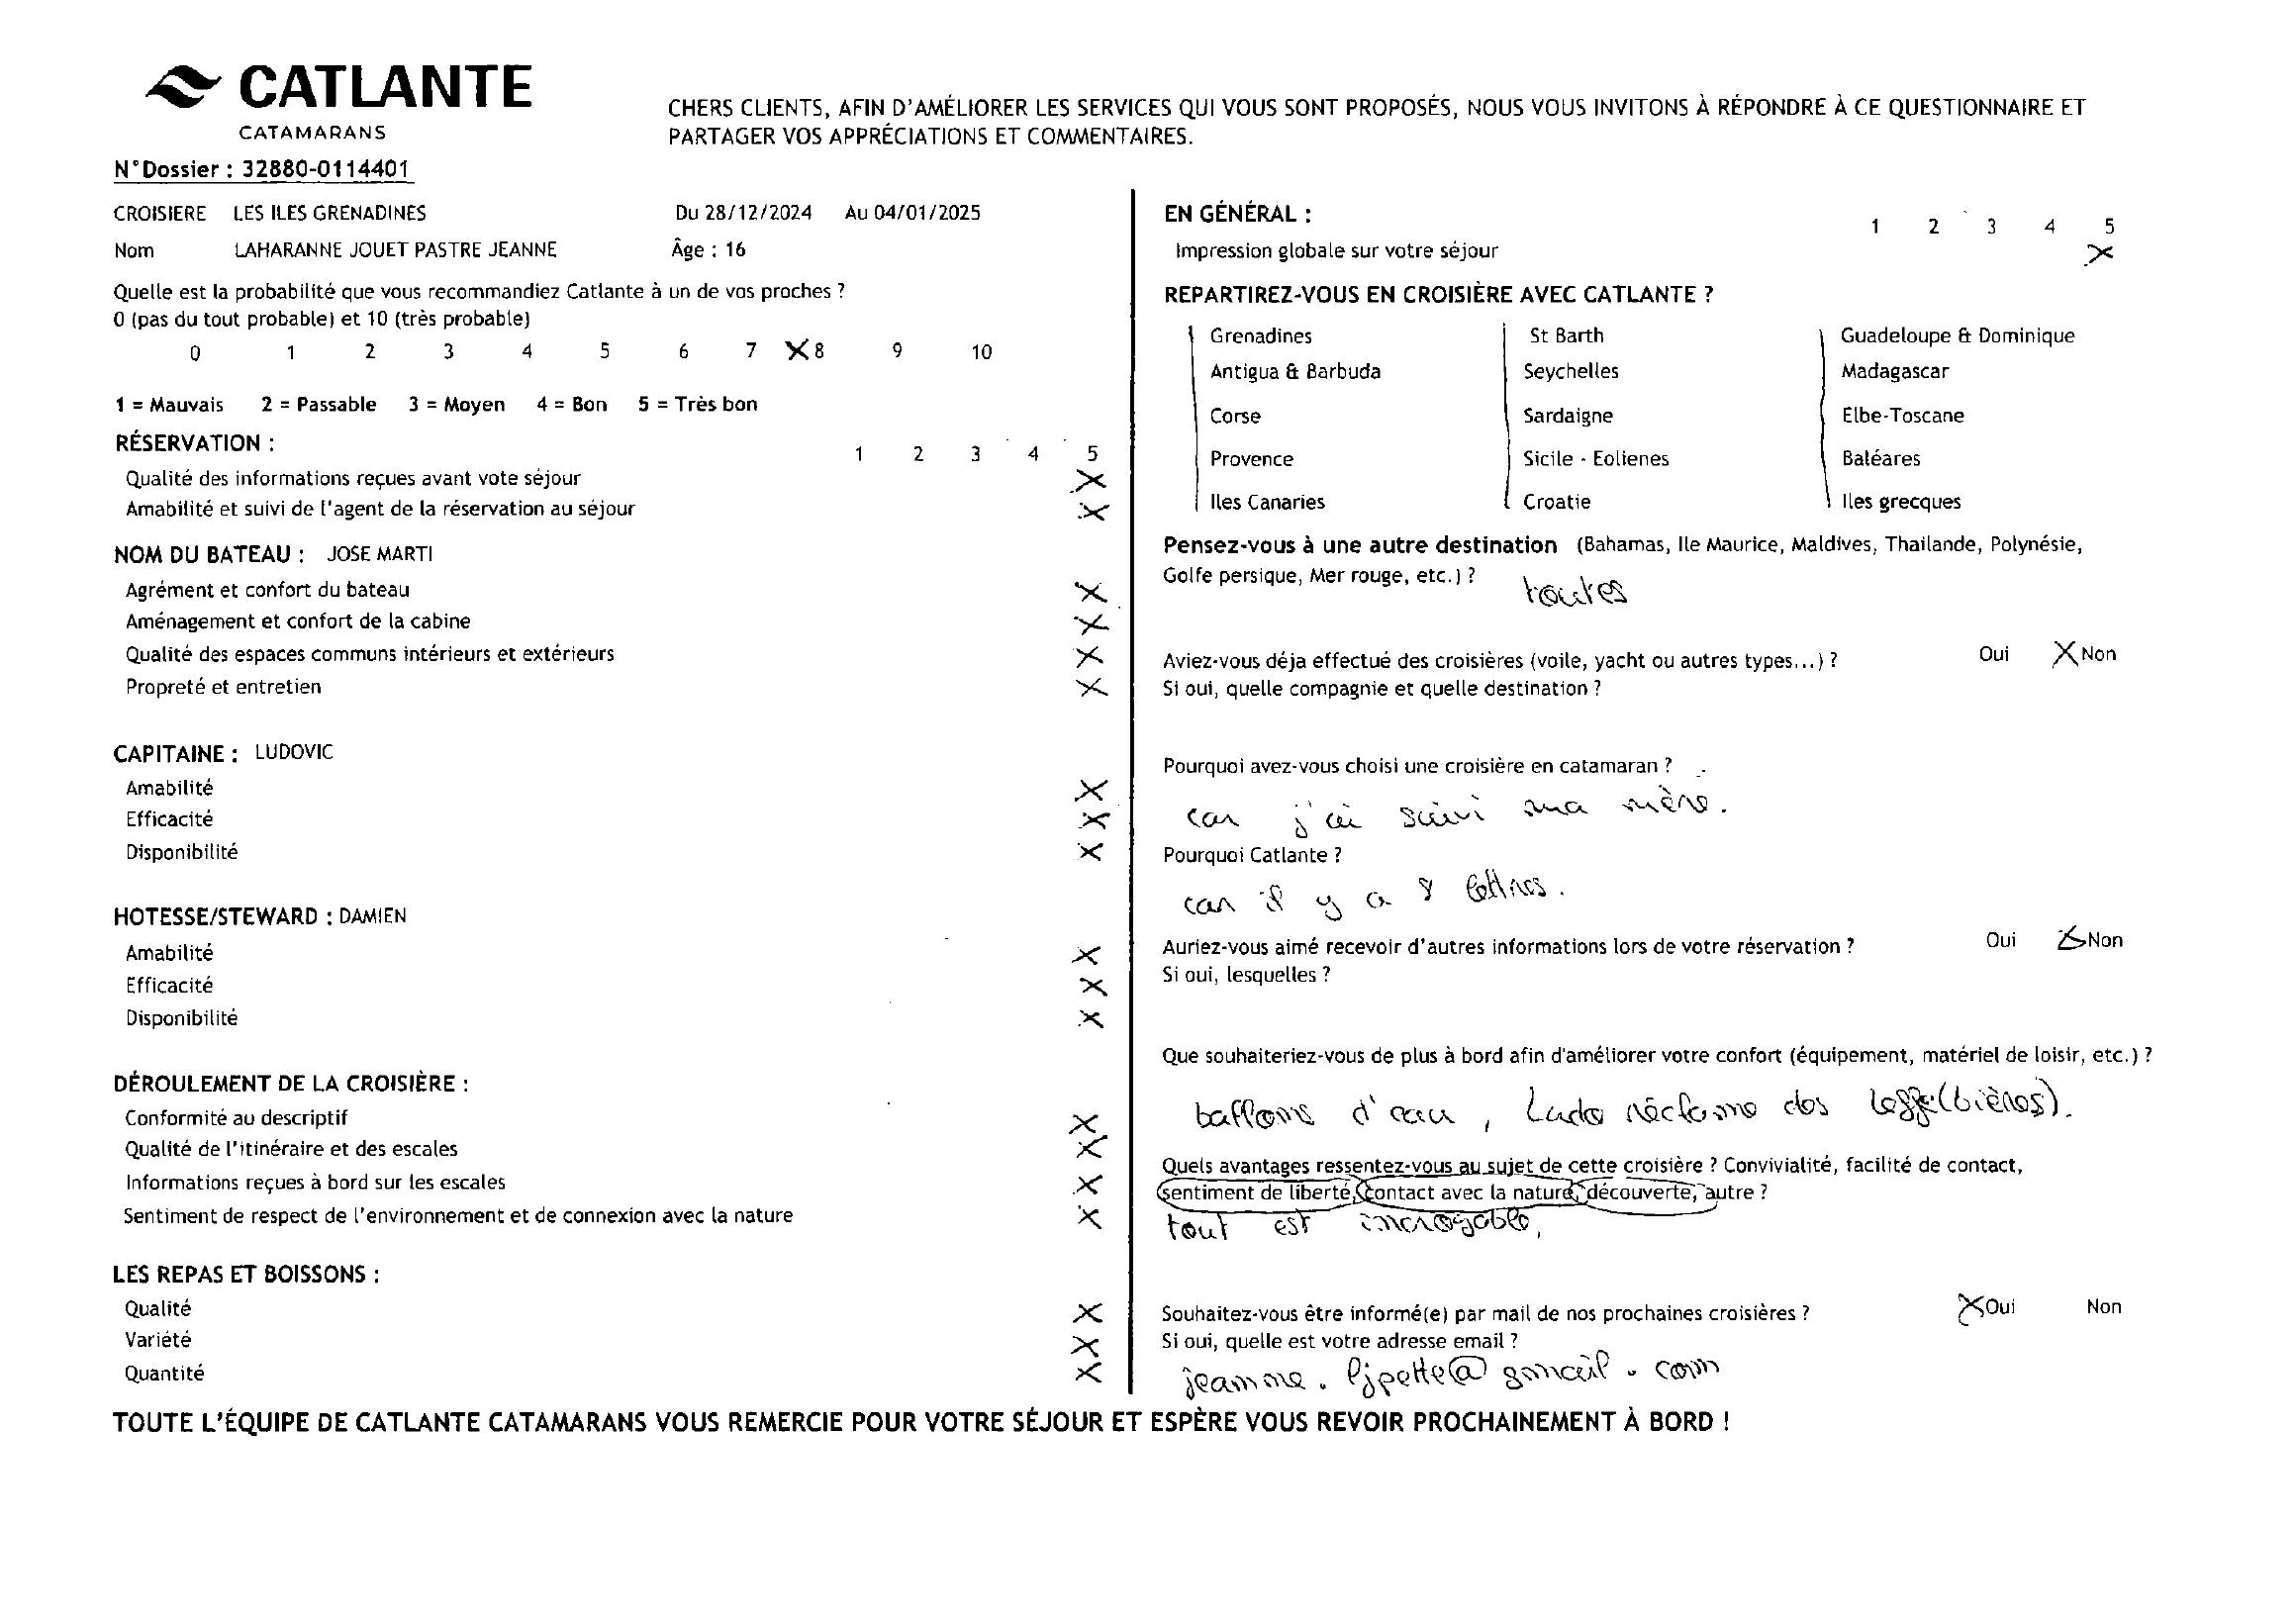 CATLANTE
CATAMARANS
CHERS CLIENTS, AFIN D'AMÉLIORER LES SERVICES QUI VOUS SONT PROPOSÉS, NOUS VOUS INVITONS À RÉPONDRE À CE QUESTIONNAIRE ET
PARTAGER VOS APPRÉCIATIONS ET COMMENTAIRES.
N°Dossier : 32880-0114401
CROISIERE LES ILES GRENADINES Du 28/12/2024 Au 04/01/2025
Nom LAHARANNE JOUET PASTRE JEANNE Âge : 16
Quelle est la probabilité que vous recommandiez Catlante à un de vos proches ?
0 (pas du tout probable) et 10 (très probable)
0 1 2 3 4 5 6 7 X 8 9 10
1 = Mauvais 2 = Passable 3 = Moyen 4 = Bon 5 = Très bon
RÉSERVATION :
1 2 3 4 5
Qualité des informations reçues avant vote séjour X
Amabilité et suivi de l'agent de la réservation au séjour X
NOM DU BATEAU : JOSE MARTI
Agrément et confort du bateau X
Aménagement et confort de la cabine X
Qualité des espaces communs intérieurs et extérieurs X
Propreté et entretien X
CAPITAINE : LUDOVIC
Amabilité X
Efficacité X
Disponibilité X
HOTESSE/STEWARD : DAMIEN
Amabilité X
Efficacité X
Disponibilité X
DÉROULEMENT DE LA CROISIÈRE :
Conformité au descriptif X
Qualité de l'itinéraire et des escales X
Informations reçues à bord sur les escales X
Sentiment de respect de l'environnement et de connexion avec la nature X
LES REPAS ET BOISSONS :
Qualité X
Variété X
Quantité X
EN GÉNÉRAL :
1 2 3 4 5
Impression globale sur votre séjour X
REPARTIREZ-VOUS EN CROISIÈRE AVEC CATLANTE ?
Grenadines St Barth Guadeloupe & Dominique
Antigua & Barbuda Seychelles Madagascar
Corse Sardaigne Elbe-Toscane
Provence Sicile - Eolienes Baléares
Iles Canaries Croatie Iles grecques
Pensez-vous à une autre destination (Bahamas, Ile Maurice, Maldives, Thailande, Polynésie,
Golfe persique, Mer rouge, etc.) ? toutes
Aviez-vous déja effectué des croisières (voile, yacht ou autres types...) ? Oui X Non
Si oui, quelle compagnie et quelle destination ?
Pourquoi avez-vous choisi une croisière en catamaran ?
car j'ai suivi ma mère.
Pourquoi Catlante ?
car il y a 8 lettres.
Auriez-vous aimé recevoir d'autres informations lors de votre réservation ? Oui X Non
Si oui, lesquelles ?
Que souhaiteriez-vous de plus à bord afin d'améliorer votre confort (équipement, matériel de loisir, etc.) ?
ballons d'eau, Ludo réclame des (bières).
Quels avantages ressentez-vous au sujet de cette croisière ? Convivialité, facilité de contact,
sentiment de liberté, contact avec la nature, découverte, autre ?
tout est incroyable,
Souhaitez-vous être informé(e) par mail de nos prochaines croisières ? X Oui Non
Si oui, quelle est votre adresse email ?
jeanne.ljpette@gmail.com
TOUTE L'ÉQUIPE DE CATLANTE CATAMARANS VOUS REMERCIE POUR VOTRE SÉJOUR ET ESPÈRE VOUS REVOIR PROCHAINEMENT À BORD !